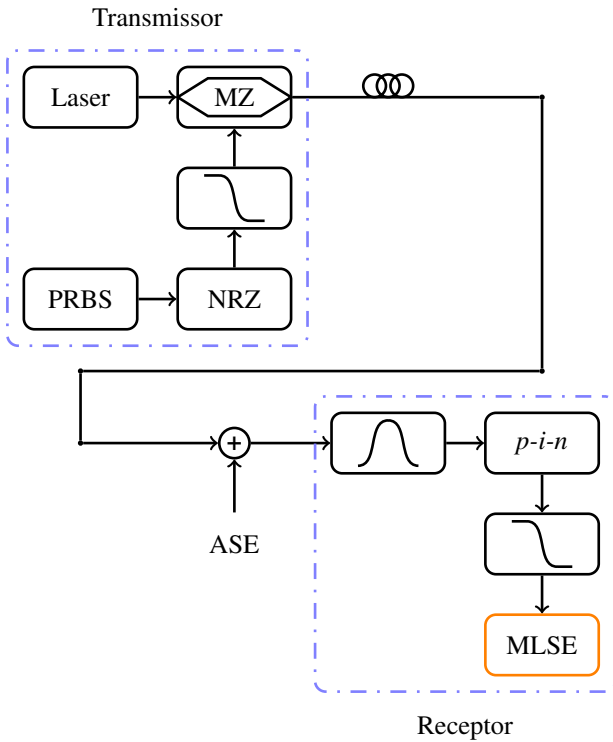 Transmissor
Laser
MZ
PRBS
NRZ
+
p-i-n
ASE
MLSE
Receptor